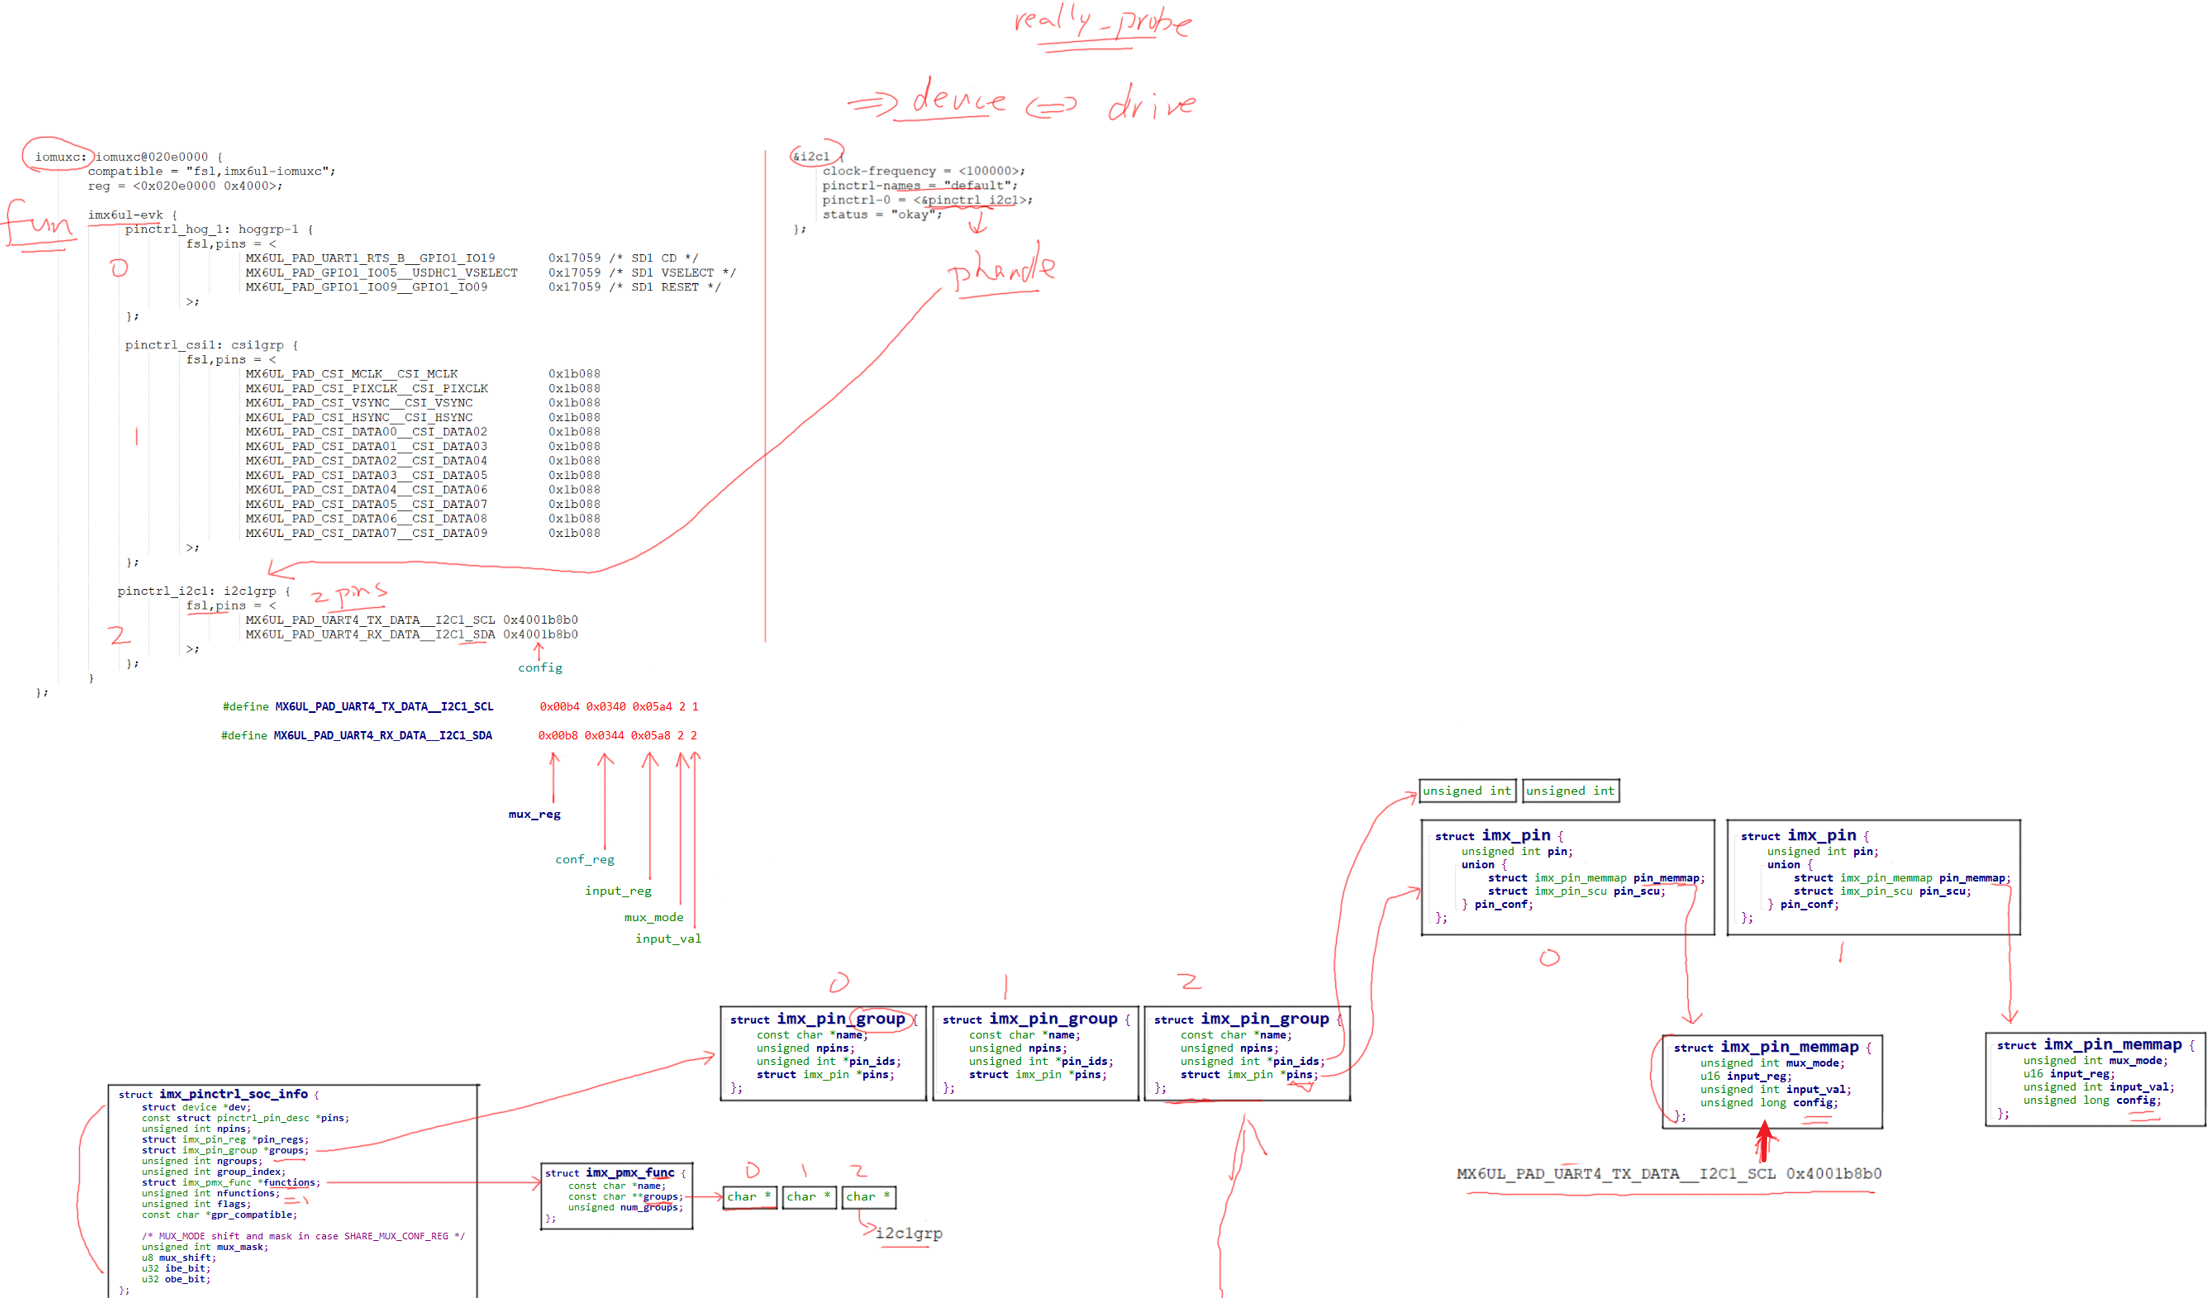 really_probe
⇒ device ⇔ drive
iomuxc: iomuxc@020e0000 {
compatible = "fsl,imx6ul-iomuxc";
reg = <0x020e0000 0x4000>;
fun
imx6ul-evk {
pinctrl_hog_1: hoggrp-1 {
fsl,pins = <
0
MX6UL_PAD_UART1_RTS_B__GPIO1_IO19 0x17059 /* SD1 CD */
MX6UL_PAD_GPIO1_IO05__USDHC1_VSELECT 0x17059 /* SD1 VSELECT */
MX6UL_PAD_GPIO1_IO09__GPIO1_IO09 0x17059 /* SD1 RESET */
>;
};
pinctrl_csi1: csi1grp {
fsl,pins = <
MX6UL_PAD_CSI_MCLK__CSI_MCLK 0x1b088
MX6UL_PAD_CSI_PIXCLK__CSI_PIXCLK 0x1b088
MX6UL_PAD_CSI_VSYNC__CSI_VSYNC 0x1b088
MX6UL_PAD_CSI_HSYNC__CSI_HSYNC 0x1b088
1
MX6UL_PAD_CSI_DATA00__CSI_DATA02 0x1b088
MX6UL_PAD_CSI_DATA01__CSI_DATA03 0x1b088
MX6UL_PAD_CSI_DATA02__CSI_DATA04 0x1b088
MX6UL_PAD_CSI_DATA03__CSI_DATA05 0x1b088
MX6UL_PAD_CSI_DATA04__CSI_DATA06 0x1b088
MX6UL_PAD_CSI_DATA05__CSI_DATA07 0x1b088
MX6UL_PAD_CSI_DATA06__CSI_DATA08 0x1b088
MX6UL_PAD_CSI_DATA07__CSI_DATA09 0x1b088
>;
};
pinctrl_i2c1: i2c1grp {
2 pins
fsl,pins = <
MX6UL_PAD_UART4_TX_DATA__I2C1_SCL 0x4001b8b0
2
MX6UL_PAD_UART4_RX_DATA__I2C1_SDA 0x4001b8b0
>;
};
config
}
};
&i2c1 {
clock-frequency = <100000>;
pinctrl-names = "default";
pinctrl-0 = <&pinctrl_i2c1>;
status = "okay";
};
phandle
#define MX6UL_PAD_UART4_TX_DATA__I2C1_SCL 0x00b4 0x0340 0x05a4 2 1
#define MX6UL_PAD_UART4_RX_DATA__I2C1_SDA 0x00b8 0x0344 0x05a8 2 2
mux_reg
conf_reg
input_reg
mux_mode
input_val
unsigned int
unsigned int
struct imx_pin {
unsigned int pin;
union {
struct imx_pin_memmap pin_memmap;
struct imx_pin_scu pin_scu;
} pin_conf;
};
0
struct imx_pin {
unsigned int pin;
union {
struct imx_pin_memmap pin_memmap;
struct imx_pin_scu pin_scu;
} pin_conf;
};
1
0
struct imx_pin_group {
const char *name;
unsigned npins;
unsigned int *pin_ids;
struct imx_pin *pins;
};
1
struct imx_pin_group {
const char *name;
unsigned npins;
unsigned int *pin_ids;
struct imx_pin *pins;
};
2
struct imx_pin_group {
const char *name;
unsigned npins;
unsigned int *pin_ids;
struct imx_pin *pins;
};
struct imx_pin_memmap {
unsigned int mux_mode;
u16 input_reg;
unsigned int input_val;
unsigned long config;
};
struct imx_pin_memmap {
unsigned int mux_mode;
u16 input_reg;
unsigned int input_val;
unsigned long config;
};
MX6UL_PAD_UART4_TX_DATA__I2C1_SCL 0x4001b8b0
struct imx_pinctrl_soc_info {
struct device *dev;
const struct pinctrl_pin_desc *pins;
unsigned int npins;
struct imx_pin_reg *pin_regs;
struct imx_pin_group *groups;
unsigned int ngroups;
unsigned int group_index;
struct imx_pmx_func *functions;
unsigned int nfunctions; =1
unsigned int flags;
const char *gpr_compatible;
/* MUX_MODE shift and mask in case SHARE_MUX_CONF_REG */
unsigned int mux_mask;
u8 mux_shift;
u32 ibe_bit;
u32 obe_bit;
};
struct imx_pmx_func {
const char *name;
const char **groups;
unsigned num_groups;
};
0 1 2
char * char * char *
i2c1grp